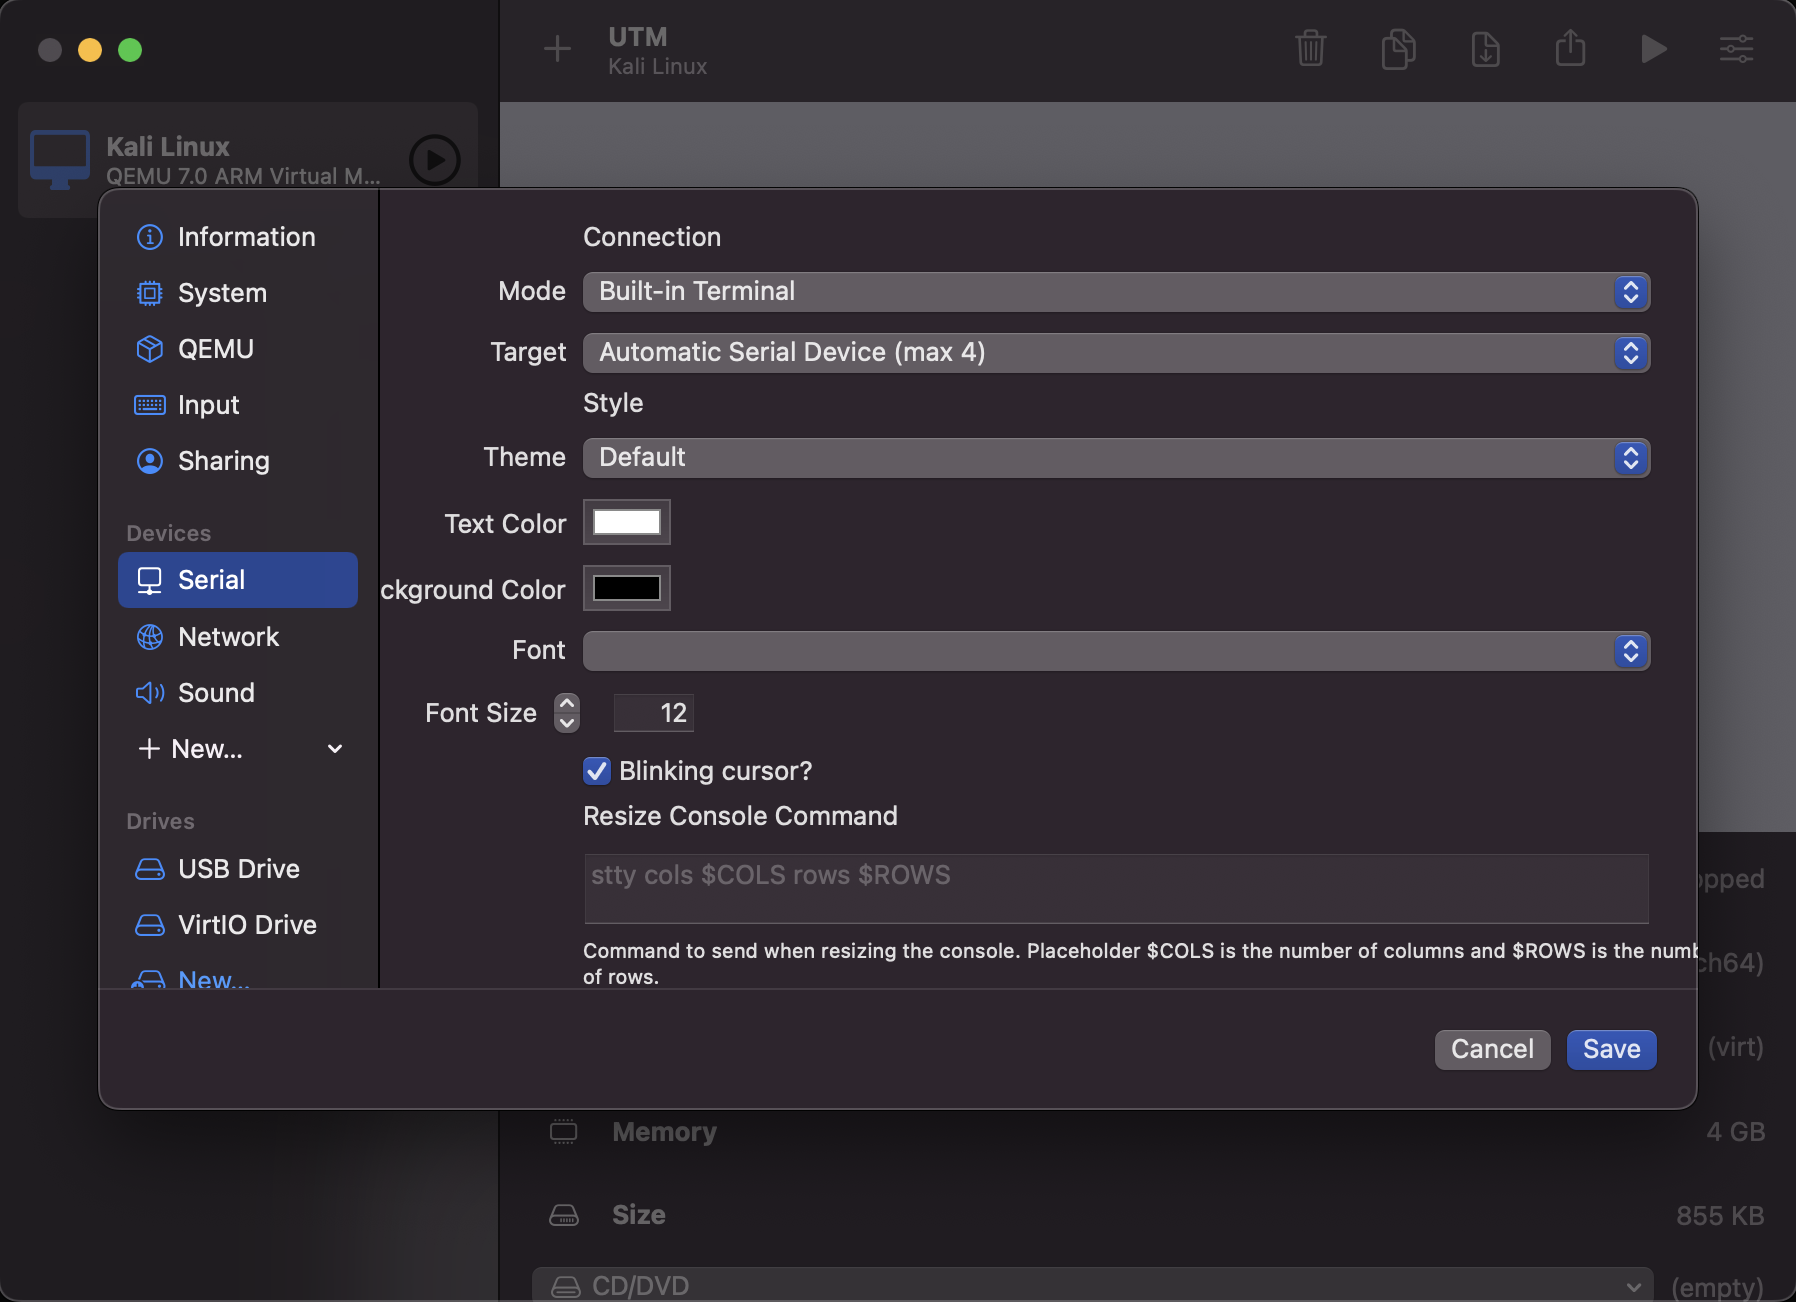 UTM
Kali Linux
Kali Linux
QEMU 7.0 ARM Virtual M...
Information
System
QEMU
Input
Sharing
Devices
Serial
Network
Sound
New...
Drives
USB Drive
VirtIO Drive
New...
Connection
Mode Built-in Terminal
Target Automatic Serial Device (max 4)
Style
Theme Default
Text Color
ckground Color
Font
Font Size 12
Blinking cursor?
Resize Console Command
stty cols $COLS rows $ROWS
Command to send when resizing the console. Placeholder $COLS is the number of columns and $ROWS is the numb
of rows.
Cancel Save
opped
ch64)
(virt)
Memory 4 GB
Size 855 KB
CD/DVD (empty)